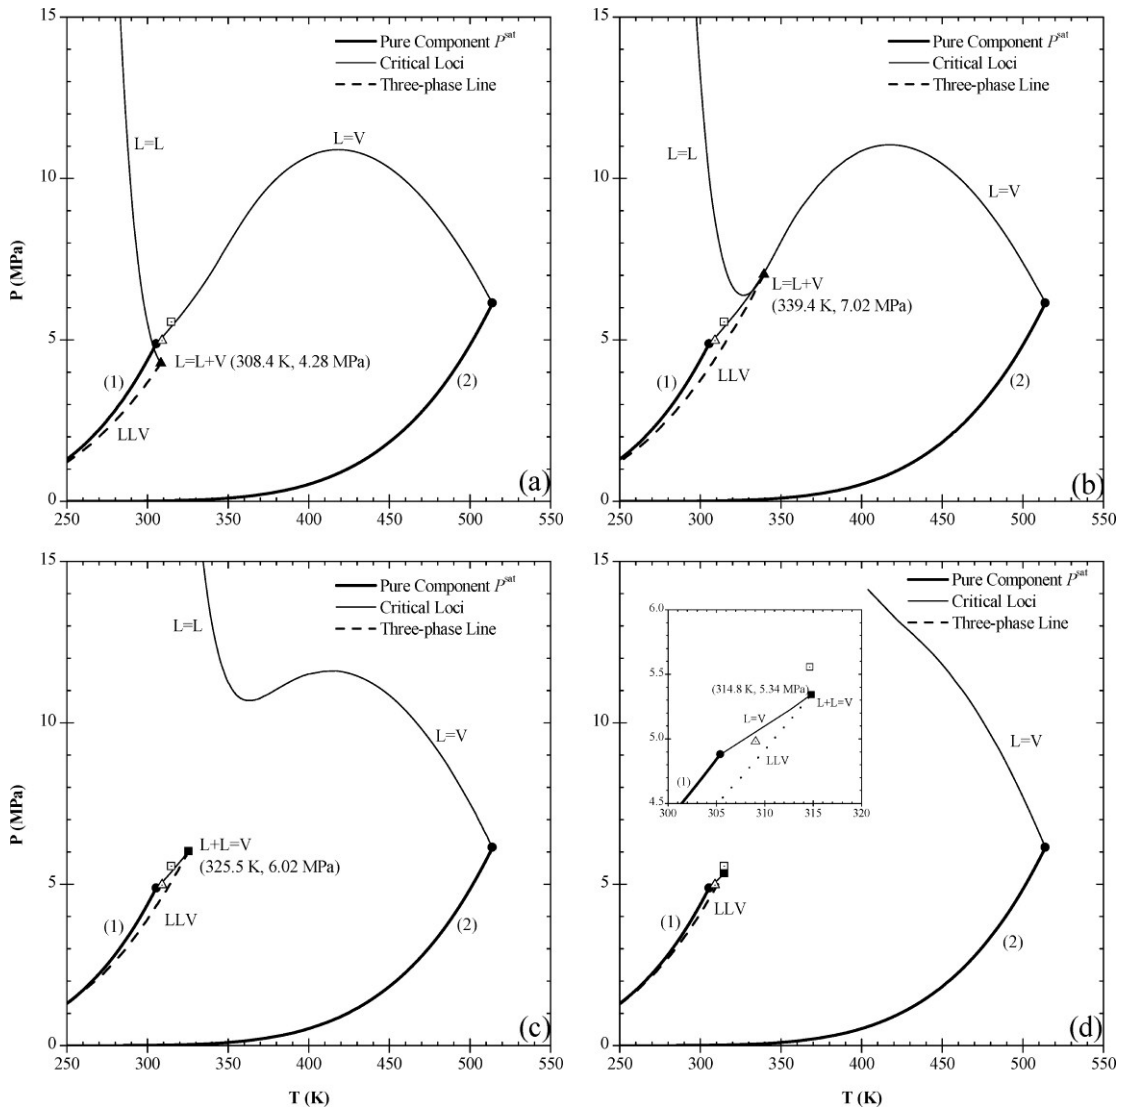 15
Pure Component P^sat
Critical Loci
Three-phase Line
L=L
L=V
10
P (MPa)
5
L=L+V (308.4 K, 4.28 MPa)
(1)
(2)
LLV
(a)
0
250 300 350 400 450 500 550
15
Pure Component P^sat
Critical Loci
Three-phase Line
L=L
L=V
10
L=L+V
(339.4 K, 7.02 MPa)
5
LLV
(1)
(2)
(b)
0
250 300 350 400 450 500 550
15
Pure Component P^sat
Critical Loci
Three-phase Line
L=L
L=V
10
P (MPa)
L+L=V
(325.5 K, 6.02 MPa)
5
LLV
(1)
(2)
(c)
0
250 300 350 400 450 500 550
T (K)
15
Pure Component P^sat
Critical Loci
Three-phase Line
6.0
5.5
(314.8 K, 5.34 MPa)
L+L=V
L=V
5.0
LLV
(1)
4.5
300 305 310 315 320
L=V
10
5
LLV
(1)
(2)
(d)
0
250 300 350 400 450 500 550
T (K)